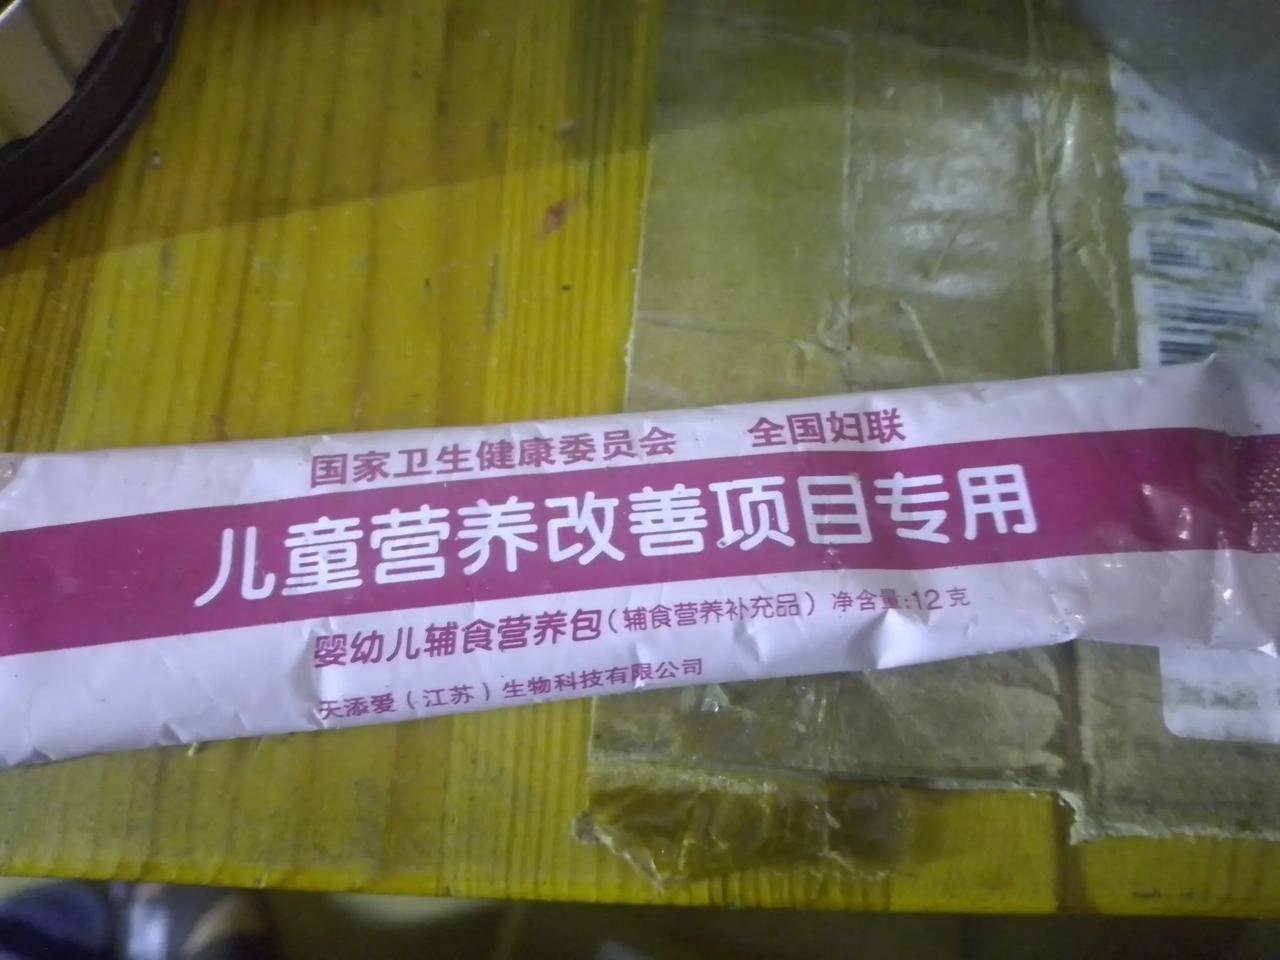 国家卫生健康委员会 全国妇联
儿童营养改善项目专用
婴幼儿辅食营养包(辅食营养补充品) 净含量:12克
天添爱(江苏)生物科技有限公司